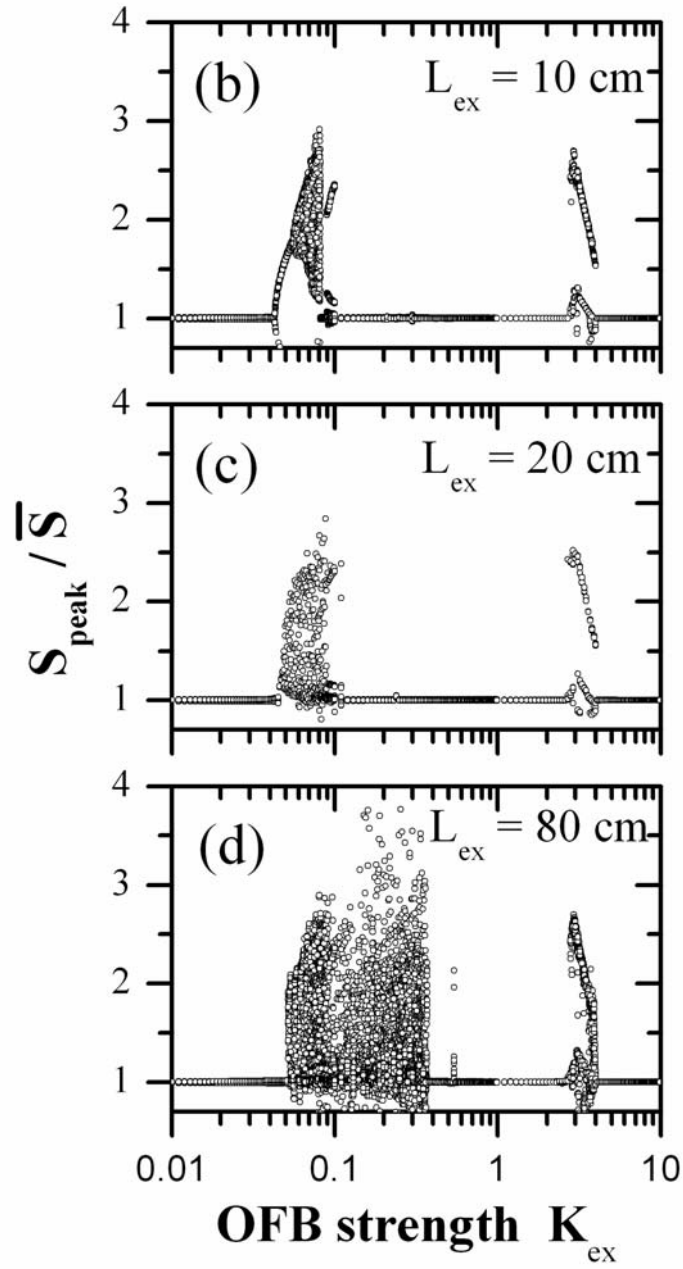 4
(b) L_ex = 10 cm
3
2
1
4
(c) L_ex = 20 cm
3
2
1
S_peak / S̅
4
(d) L_ex = 80 cm
3
2
1
0.01 0.1 1 10
OFB strength K_ex